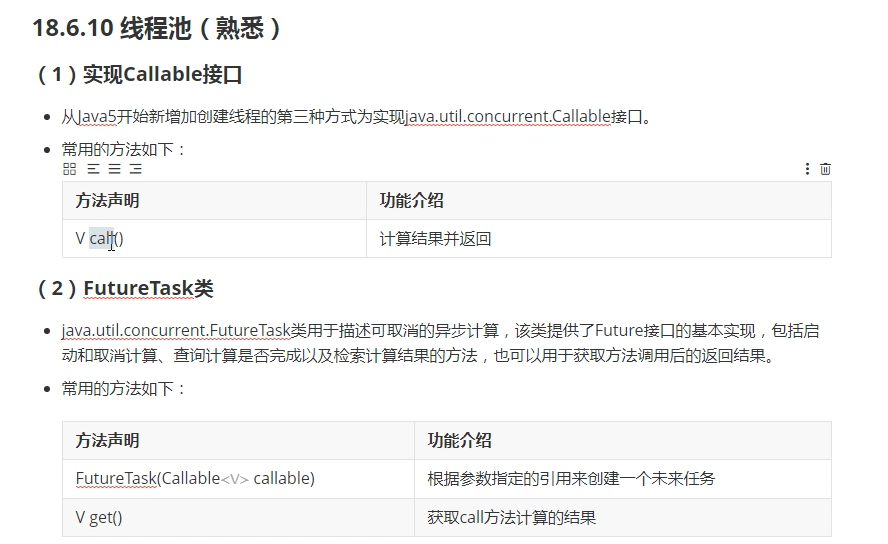 18.6.10 线程池（熟悉）
（1）实现Callable接口
从Java5开始新增加创建线程的第三种方式为实现java.util.concurrent.Callable接口。
常用的方法如下：
方法声明 功能介绍
V call() 计算结果并返回
（2）FutureTask类
java.util.concurrent.FutureTask类用于描述可取消的异步计算，该类提供了Future接口的基本实现，包括启
动和取消计算、查询计算是否完成以及检索计算结果的方法，也可以用于获取方法调用后的返回结果。
常用的方法如下：
方法声明 功能介绍
FutureTask(Callable<V> callable) 根据参数指定的引用来创建一个未来任务
V get() 获取call方法计算的结果